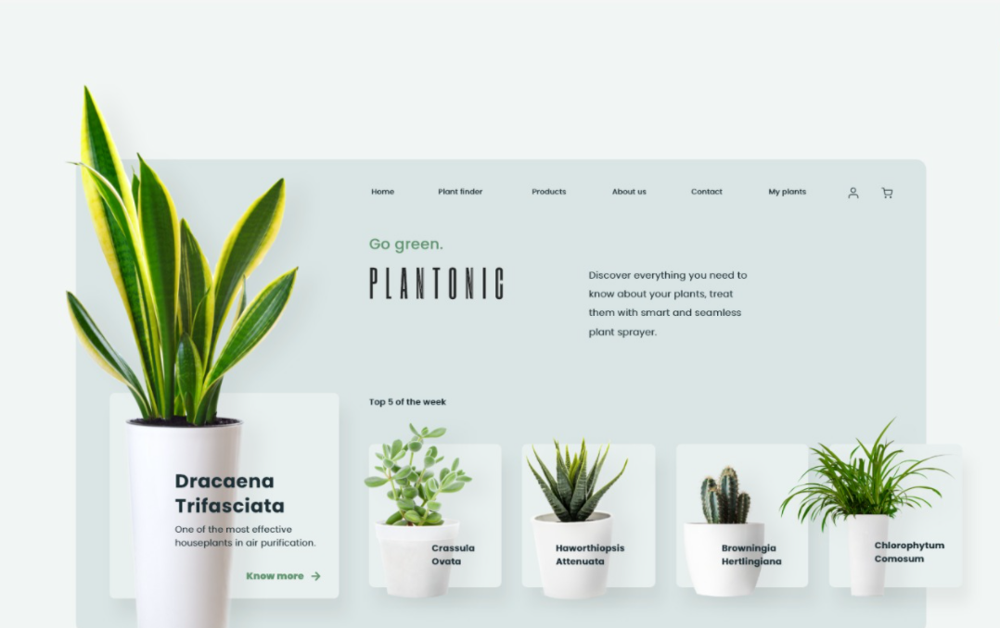 Home
Plant finder
Products
About us
Contact
My plants
Go green.
PLANTONIC
Discover everything you need to
know about your plants, treat
them with smart and seamless
plant sprayer.
Top 5 of the week
Dracaena
Trifasciata
One of the most effective
houseplants in air purification.
Know more
Crassula
Ovata
Haworthiopsis
Attenuata
Browningia
Hertlingiana
Chlorophytum
Comosum